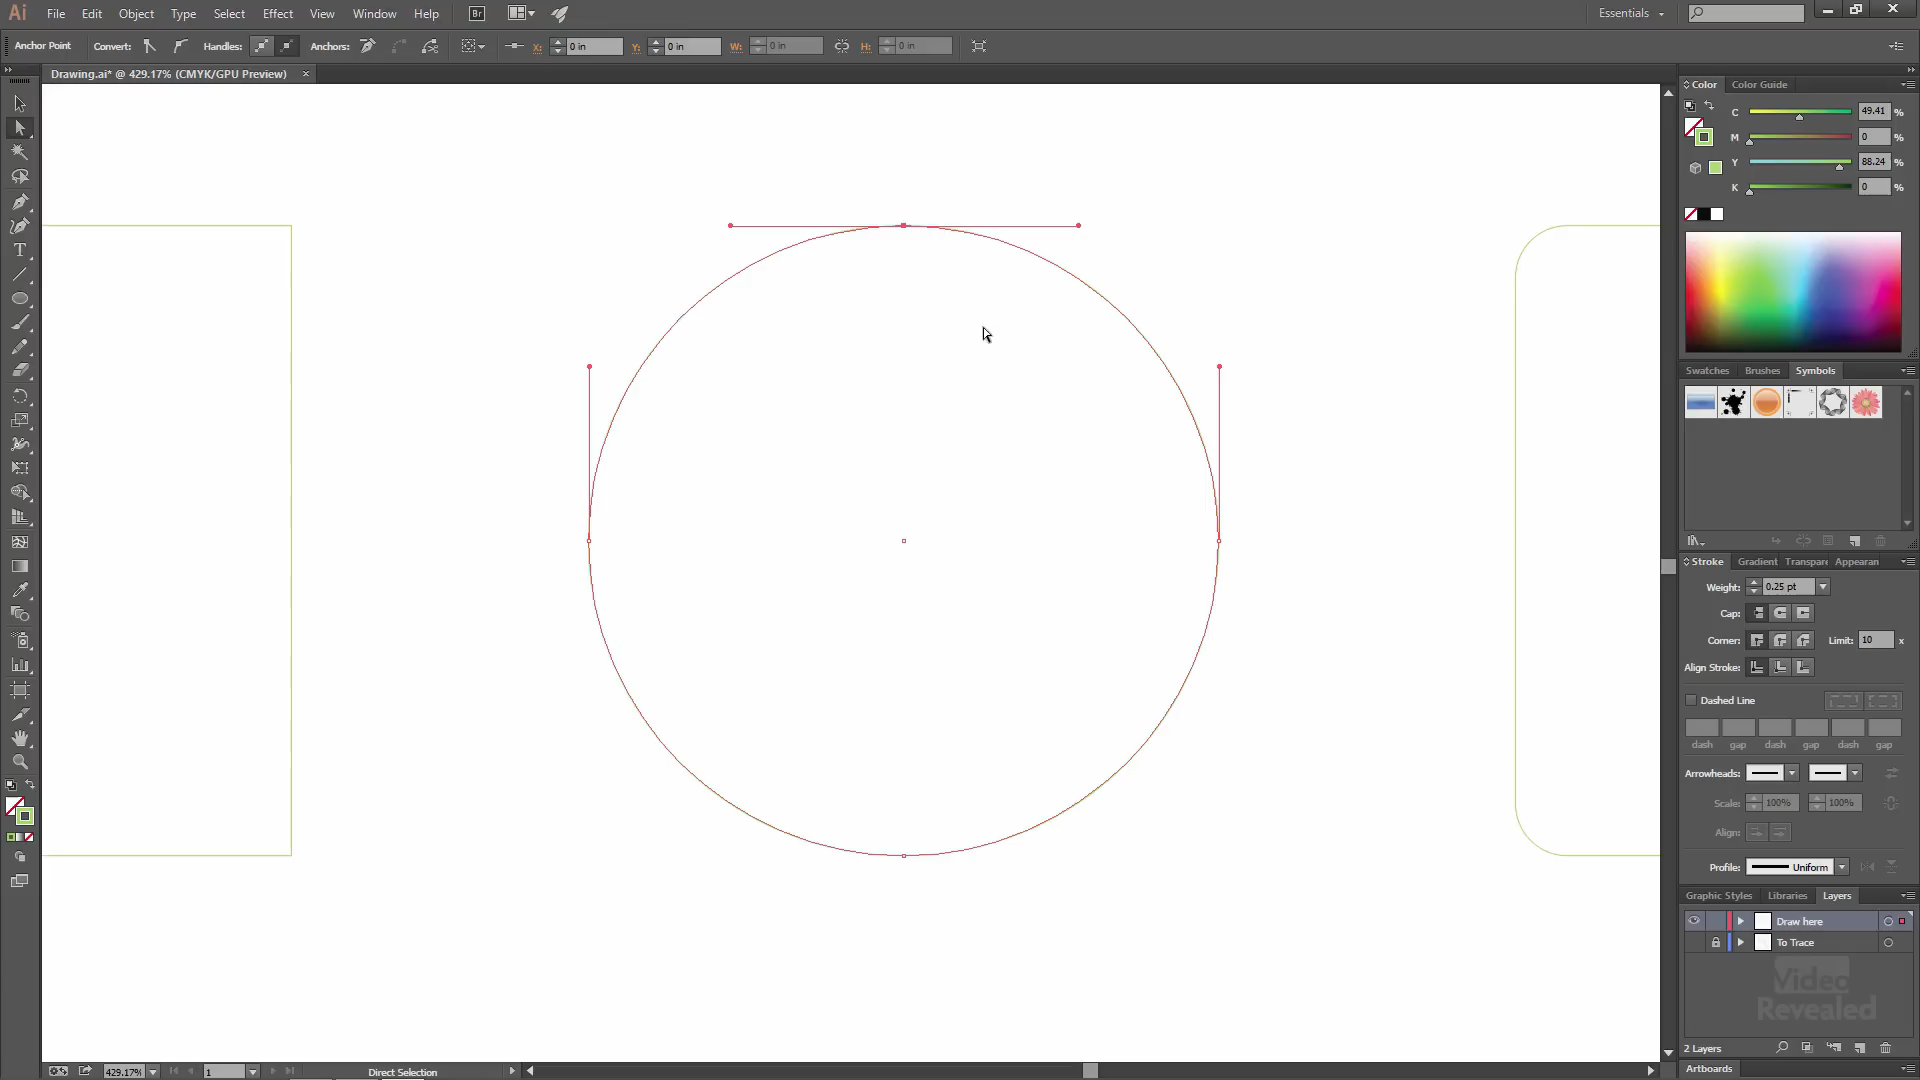 Ai File Edit Object Type Select Effect View Window Help Br Essentials
Anchor Point Convert: Handles: Anchors: X: 0 in Y: 0 in W: 0 in H: 0 in
Drawing.ai* @ 429.17% (CMYK/GPU Preview) ×
Color Color Guide
C 49.41 %
M 0 %
Y 88.24 %
K 0 %
Swatches Brushes Symbols
Stroke Gradient Transpare Appearan
Weight: 0.25 pt
Cap:
Corner: Limit: 10 x
Align Stroke:
Dashed Line
dash gap dash gap dash gap
Arrowheads:
Scale: 100% 100%
Align:
Profile: Uniform
Graphic Styles Libraries Layers
Draw here
To Trace
Video
Revealed
2 Layers
Artboards
429.17% 1 Direct Selection